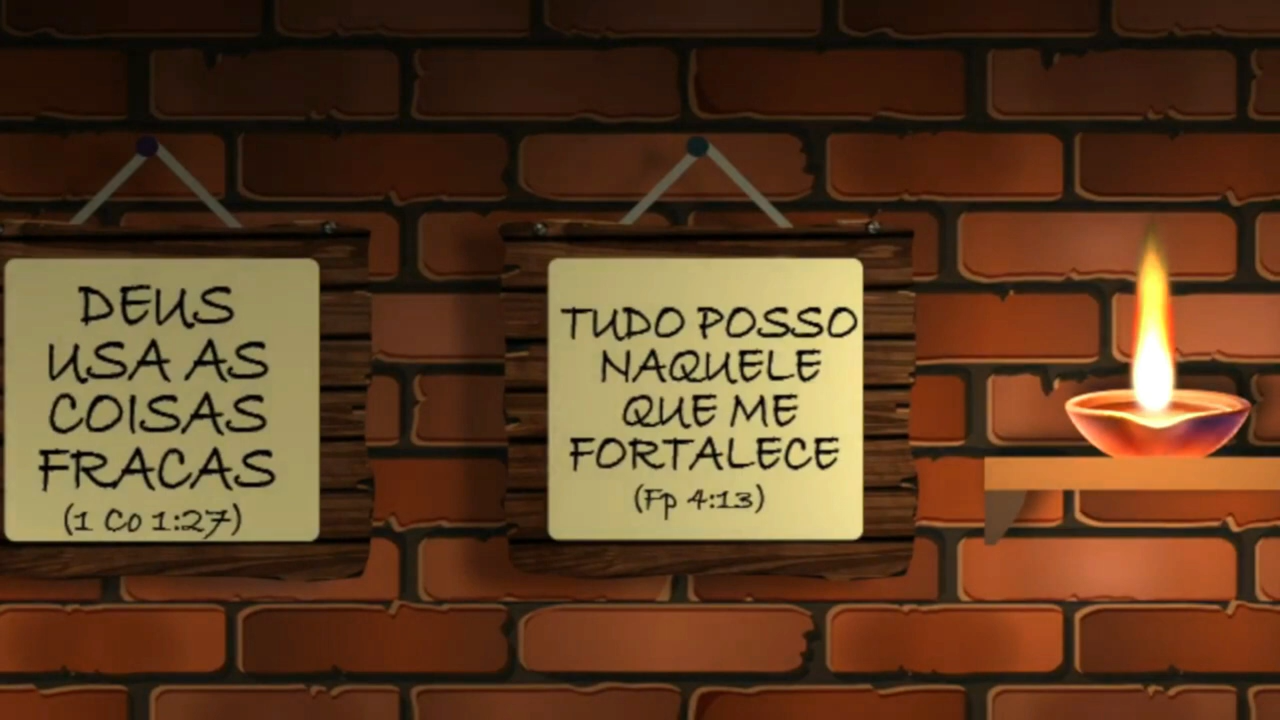 DEUS
USA AS
COISAS
FRACAS
(1 Co 1:27)
TUDO POSSO
NAQUELE
QUE ME
FORTALECE
(Fp 4:13)